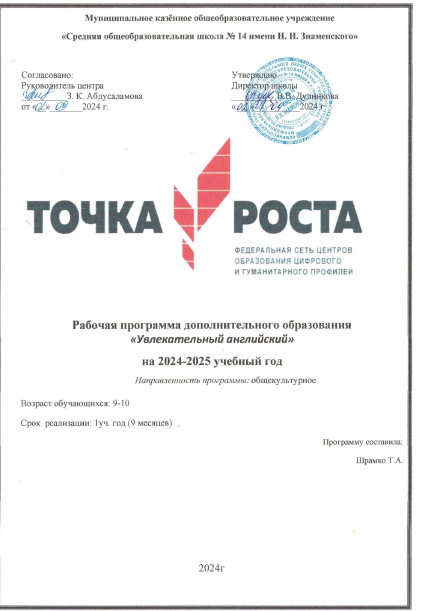 Муниципальное казённое общеобразовательное учреждение
«Средняя общеобразовательная школа № 14 имени Н. Н. Знаменского»
Согласовано:
Руководитель центра
З. К. Абдусаламова
от «02» 09 2024 г.
Утверждаю:
Директор школы
В.В. Дудникова
2024 г.
ТОЧКА РОСТА
ФЕДЕРАЛЬНАЯ СЕТЬ ЦЕНТРОВ
ОБРАЗОВАНИЯ ЦИФРОВОГО
И ГУМАНИТАРНОГО ПРОФИЛЕЙ
Рабочая программа дополнительного образования
«Увлекательный английский»
на 2024-2025 учебный год
Направленность программы: общекультурное
Возраст обучающихся: 9-10
Срок реализации: 1уч. год (9 месяцев)
Программу составила:
Шрамко Т.А.
2024г